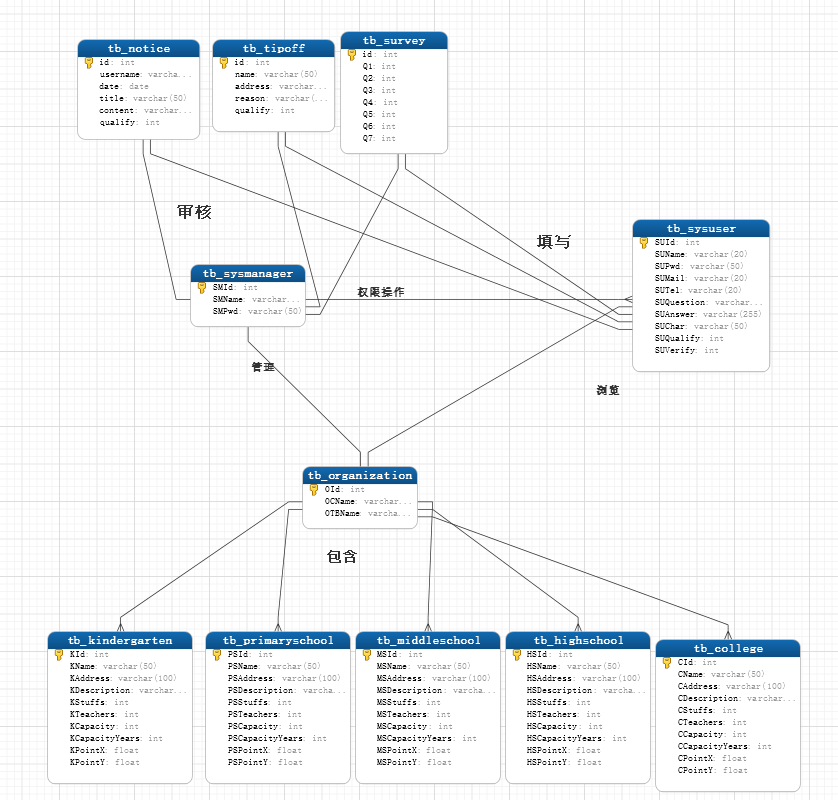 tb_notice
id: int
username: varcha...
date: date
title: varchar(50)
content: varchar...
qualify: int
tb_tipoff
id: int
name: varchar(50)
address: varchar...
reason: varchar(...
qualify: int
tb_survey
id: int
Q1: int
Q2: int
Q3: int
Q4: int
Q5: int
Q6: int
Q7: int
审核
填写
tb_sysuser
SUId: int
SUName: varchar(20)
SUPwd: varchar(50)
SUMail: varchar(20)
SUTel: varchar(20)
SUQuestion: varchar...
SUAnswer: varchar(255)
SUChar: varchar(50)
SUQualify: int
SUVerify: int
tb_sysmanager
SMId: int
SMName: varchar...
SMPwd: varchar(50)
权限操作
管理
浏览
tb_organization
OId: int
OCName: varchar...
OTBName: varcha...
包含
tb_kindergarten
KId: int
KName: varchar(50)
KAddress: varchar(100)
KDescription: varchar...
KStuffs: int
KTeachers: int
KCapacity: int
KCapacityYears: int
KPointX: float
KPointY: float
tb_primaryschool
PSId: int
PSName: varchar(50)
PSAddress: varchar(100)
PSDescription: varcha...
PSStuffs: int
PSTeachers: int
PSCapacity: int
PSCapacityYears: int
PSPointX: float
PSPointY: float
tb_middleschool
MSId: int
MSName: varchar(50)
MSAddress: varchar(100)
MSDescription: varcha...
MSStuffs: int
MSTeachers: int
MSCapacity: int
MSCapacityYears: int
MSPointX: float
MSPointY: float
tb_highschool
HSId: int
HSName: varchar(50)
HSAddress: varchar(100)
HSDescription: varcha...
HSStuffs: int
HSTeachers: int
HSCapacity: int
HSCapacityYears: int
HSPointX: float
HSPointY: float
tb_college
CId: int
CName: varchar(50)
CAddress: varchar(100)
CDescription: varchar...
CStuffs: int
CTeachers: int
CCapacity: int
CCapacityYears: int
CPointX: float
CPointY: float